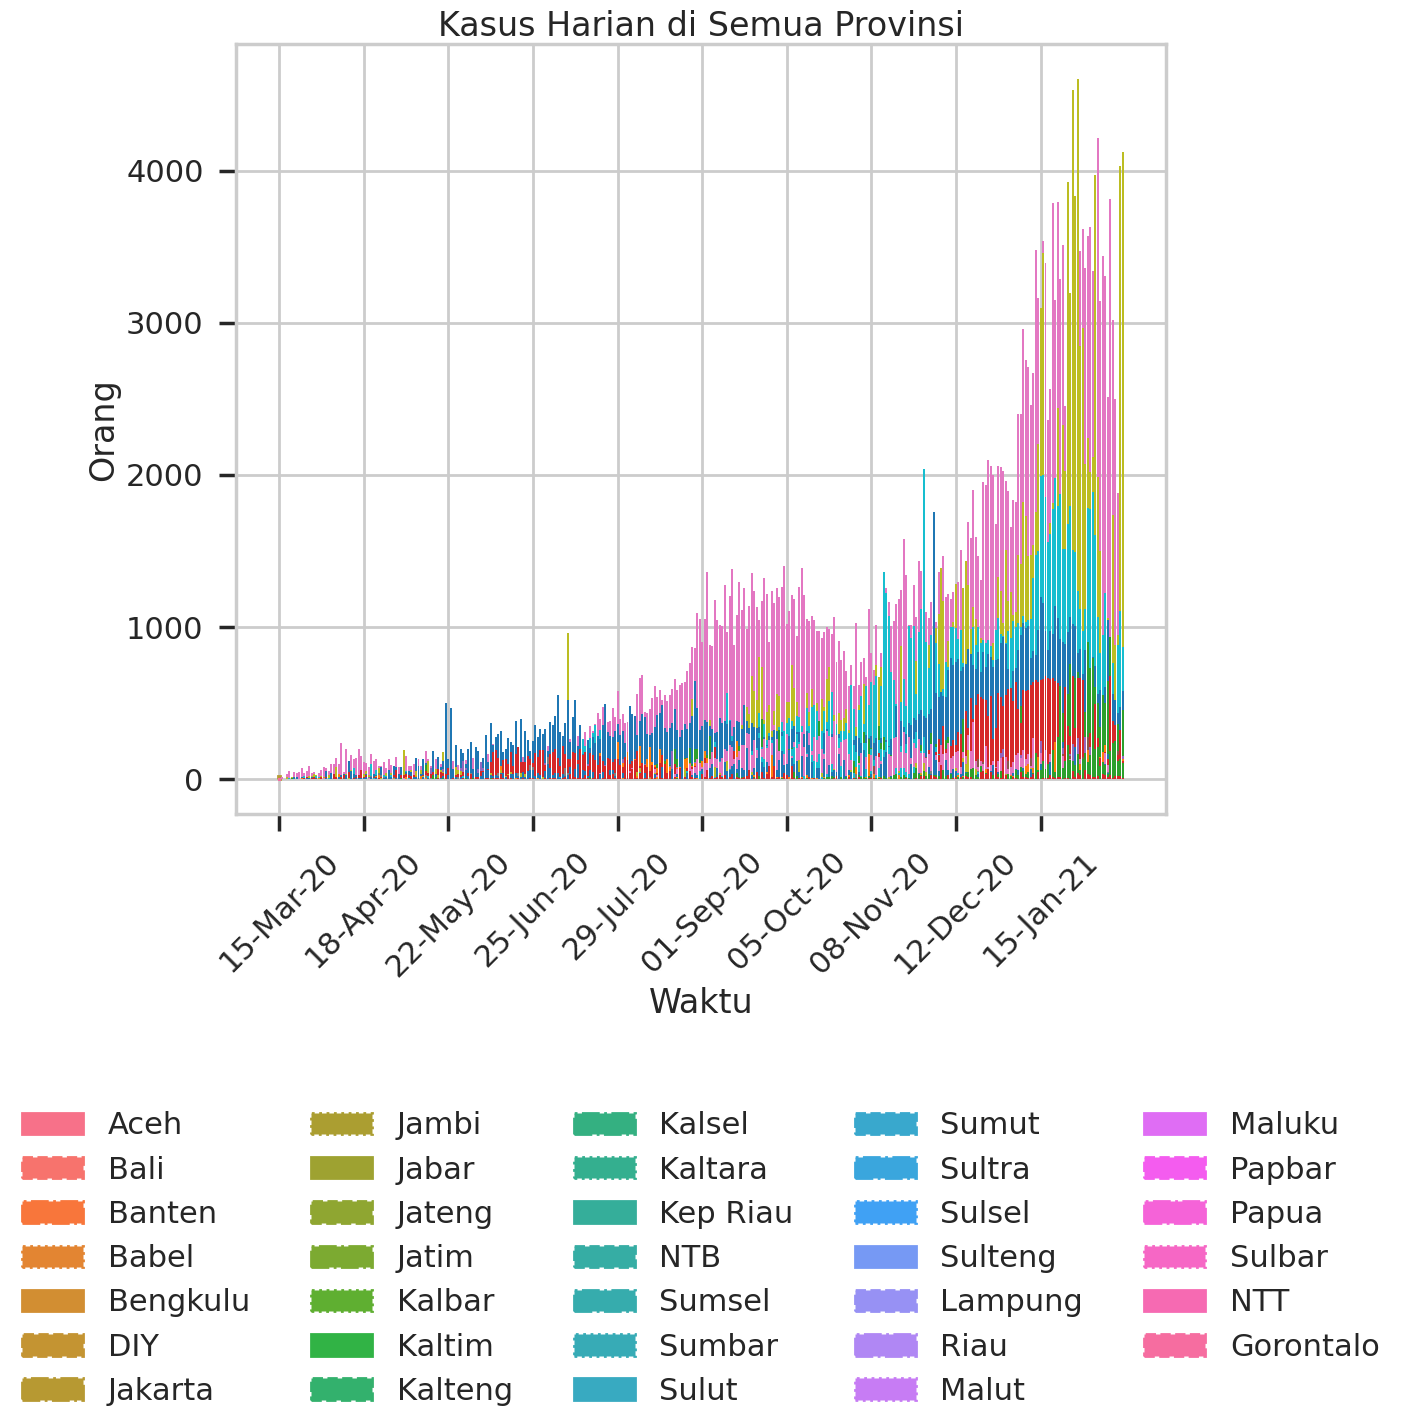 Kasus Harian di Semua Provinsi
4000
3000
2000
1000
0
Orang
15-Mar-20
18-Apr-20
22-May-20
25-Jun-20
29-Jul-20
01-Sep-20
05-Oct-20
08-Nov-20
12-Dec-20
15-Jan-21
Waktu
Aceh
Bali
Banten
Babel
Bengkulu
DIY
Jakarta
Jambi
Jabar
Jateng
Jatim
Kalbar
Kaltim
Kalteng
Kalsel
Kaltara
Kep Riau
NTB
Sumsel
Sumbar
Sulut
Sumut
Sultra
Sulsel
Sulteng
Lampung
Riau
Malut
Maluku
Papbar
Papua
Sulbar
NTT
Gorontalo